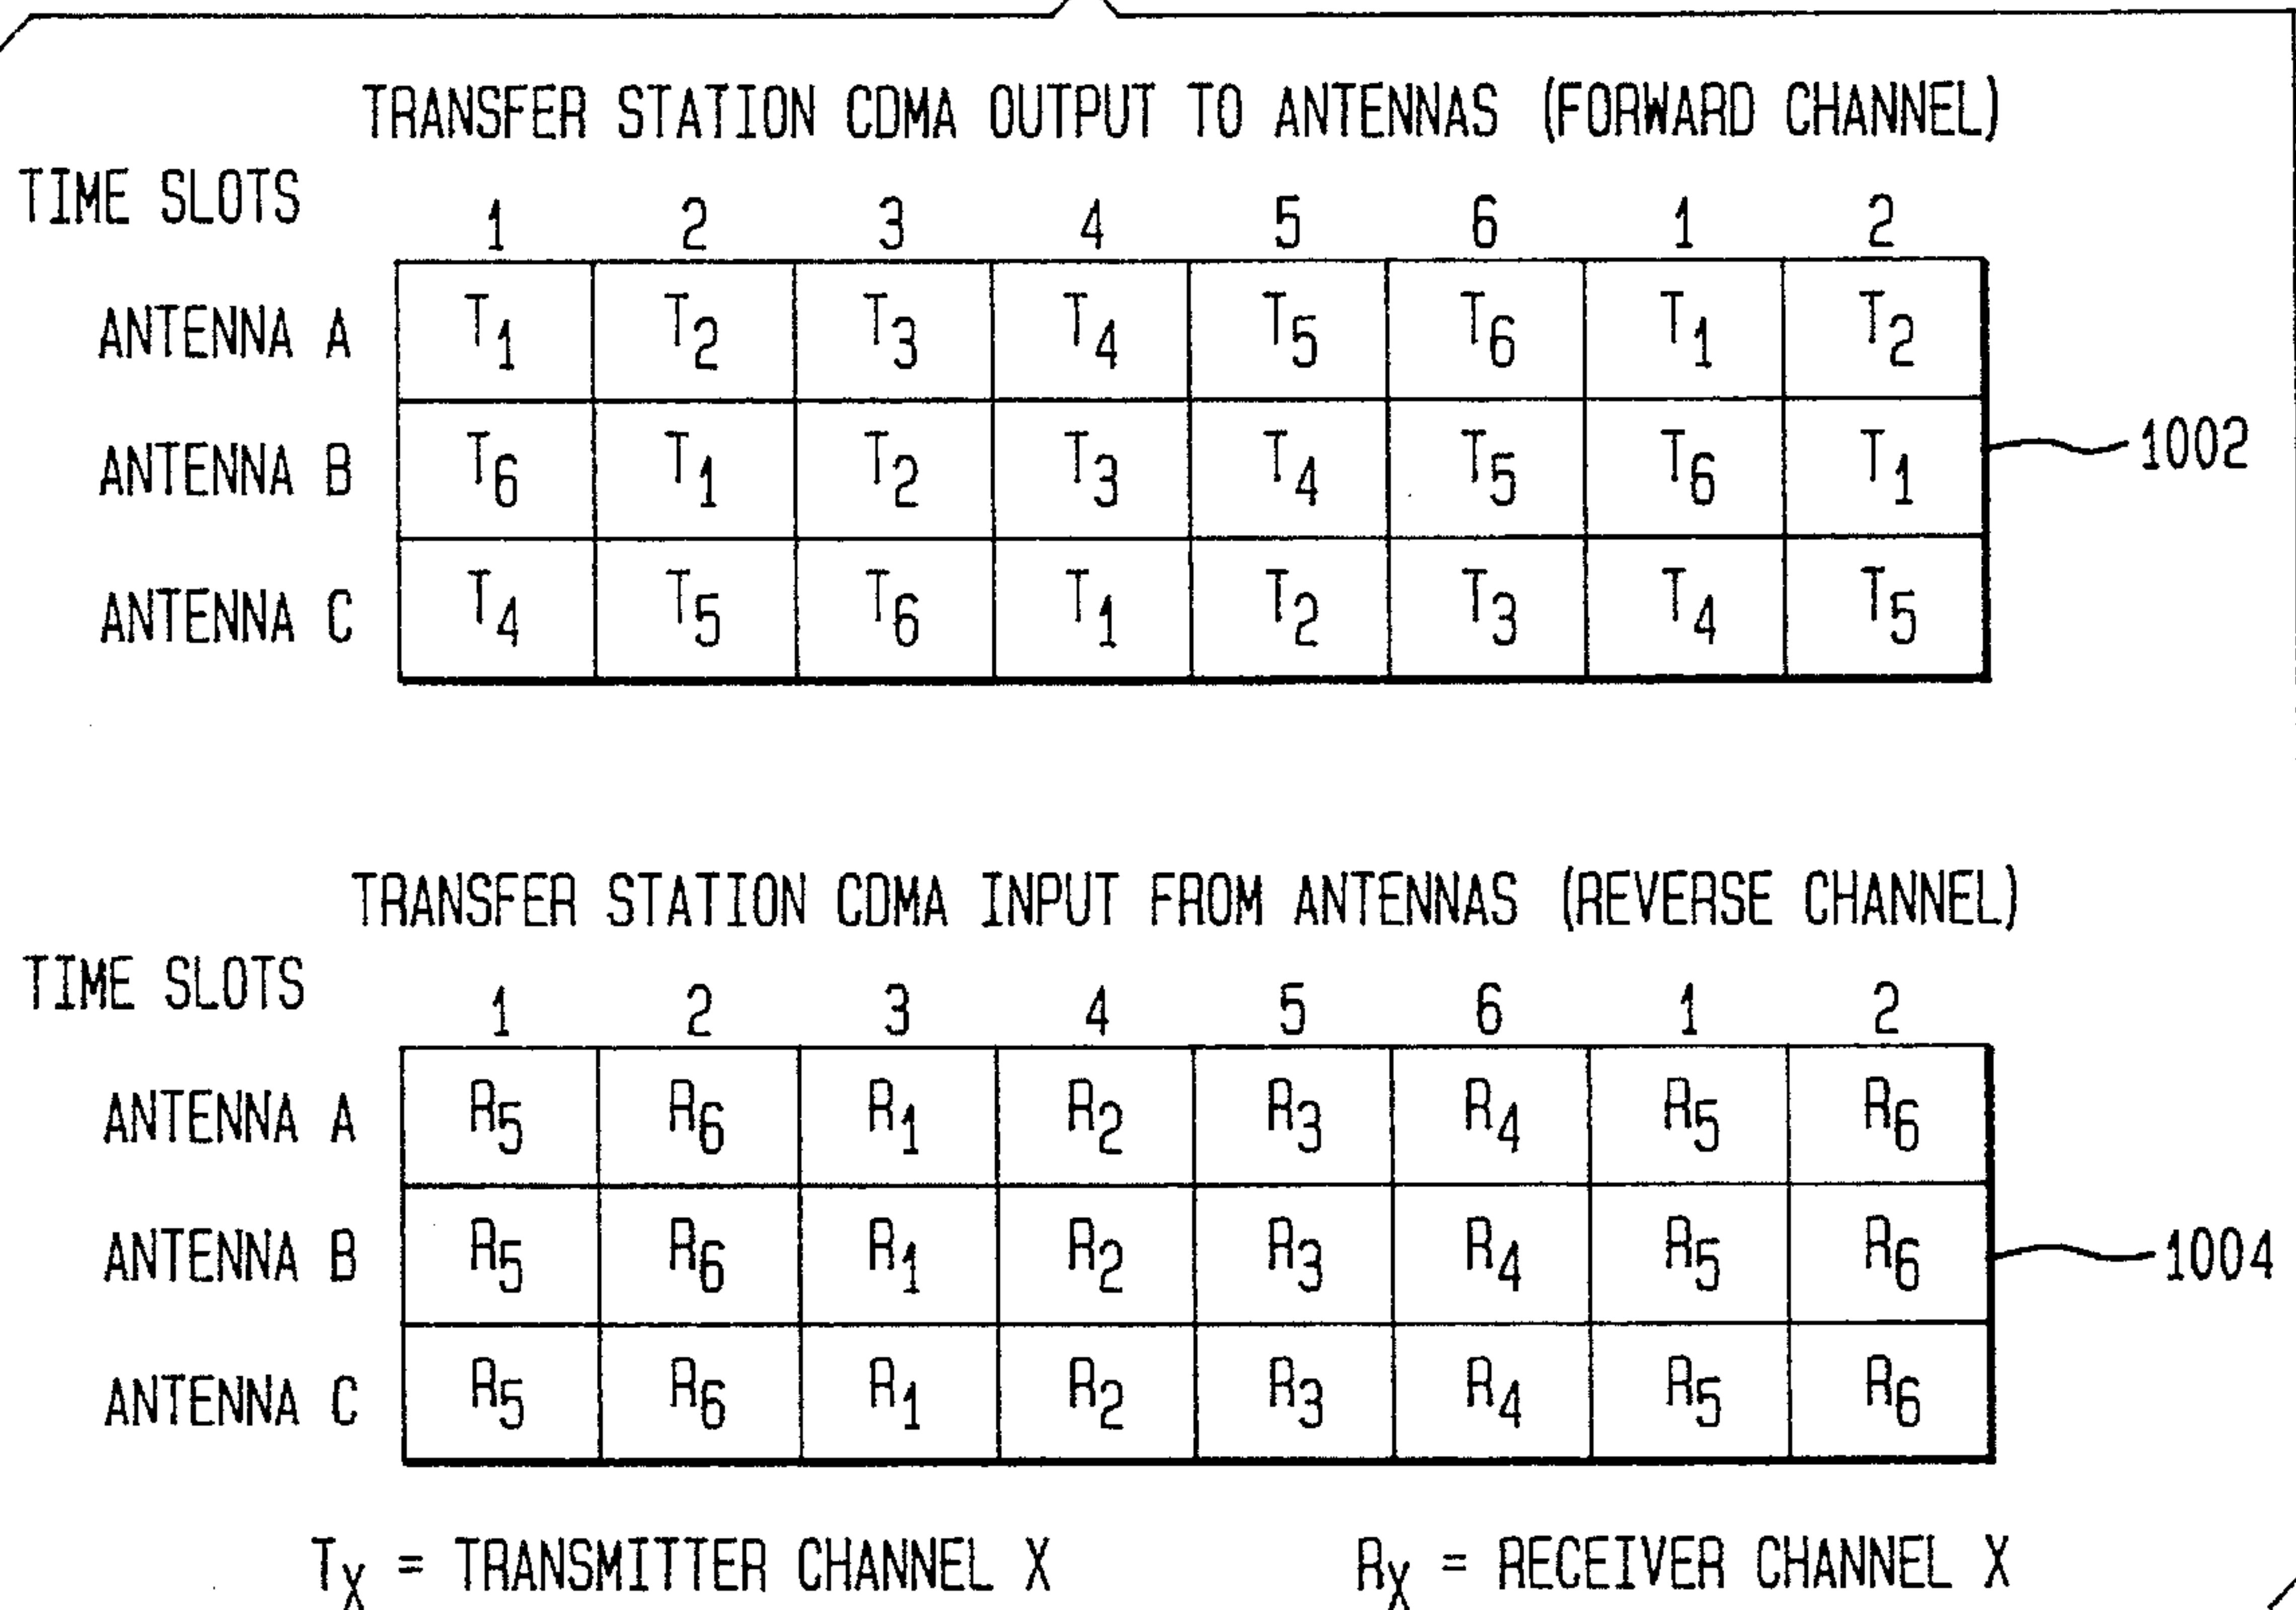 TRANSFER STATION CDMA OUTPUT TO ANTENNAS (FORWARD CHANNEL)
TIME SLOTS 1 2 3 4 5 6 1 2
ANTENNA A T1 T2 T3 T4 T5 T6 T1 T2
ANTENNA B T6 T1 T2 T3 T4 T5 T6 T1 1002
ANTENNA C T4 T5 T6 T1 T2 T3 T4 T5
TRANSFER STATION CDMA INPUT FROM ANTENNAS (REVERSE CHANNEL)
TIME SLOTS 1 2 3 4 5 6 1 2
ANTENNA A R5 R6 R1 R2 R3 R4 R5 R6
ANTENNA B R5 R6 R1 R2 R3 R4 R5 R6 1004
ANTENNA C R5 R6 R1 R2 R3 R4 R5 R6
TX = TRANSMITTER CHANNEL X RX = RECEIVER CHANNEL X